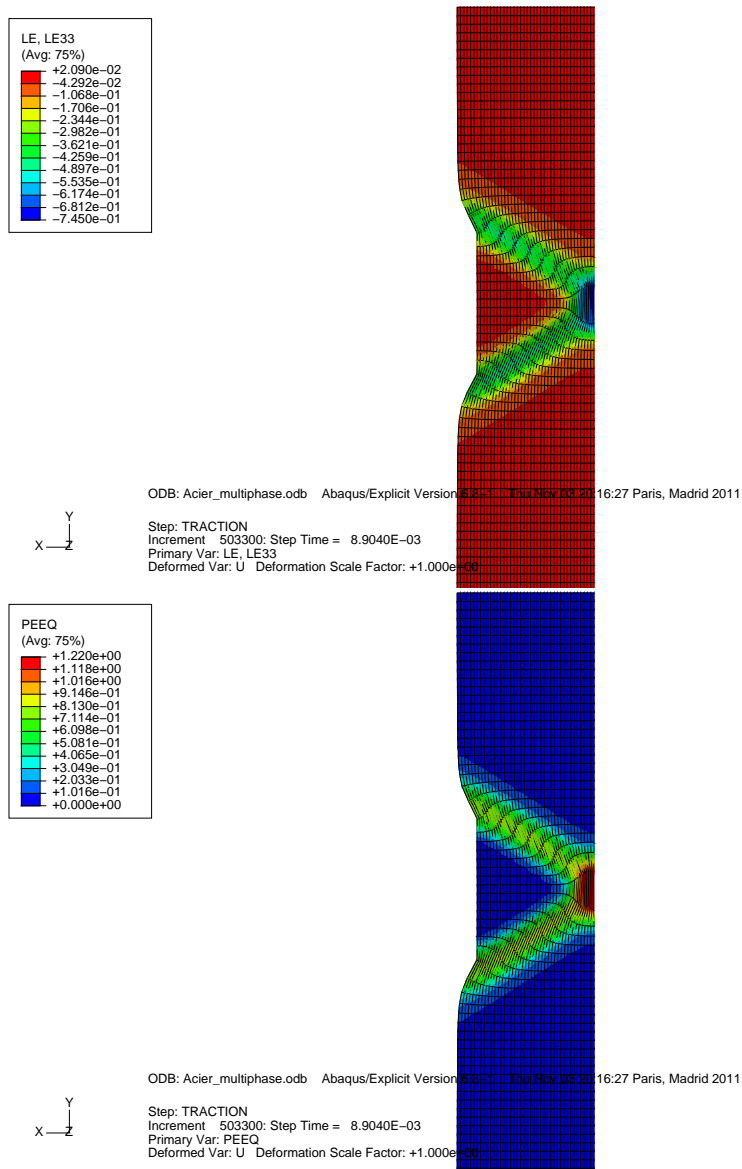 LE, LE33
(Avg: 75%)
+2.090e−02
−4.292e−02
−1.068e−01
−1.706e−01
−2.344e−01
−2.982e−01
−3.621e−01
−4.259e−01
−4.897e−01
−5.535e−01
−6.174e−01
−6.812e−01
−7.450e−01
ODB: Acier_multiphase.odb Abaqus/Explicit Version 20:16:27 Paris, Madrid 2011
Y
X Z
Step: TRACTION
Increment 503300: Step Time = 8.9040E−03
Primary Var: LE, LE33
Deformed Var: U Deformation Scale Factor: +1.000e+00
PEEQ
(Avg: 75%)
+1.220e+00
+1.118e+00
+1.016e+00
+9.146e−01
+8.130e−01
+7.114e−01
+6.098e−01
+5.081e−01
+4.065e−01
+3.049e−01
+2.033e−01
+1.016e−01
+0.000e+00
ODB: Acier_multiphase.odb Abaqus/Explicit Version 16:27 Paris, Madrid 2011
Y
X Z
Step: TRACTION
Increment 503300: Step Time = 8.9040E−03
Primary Var: PEEQ
Deformed Var: U Deformation Scale Factor: +1.000e+00